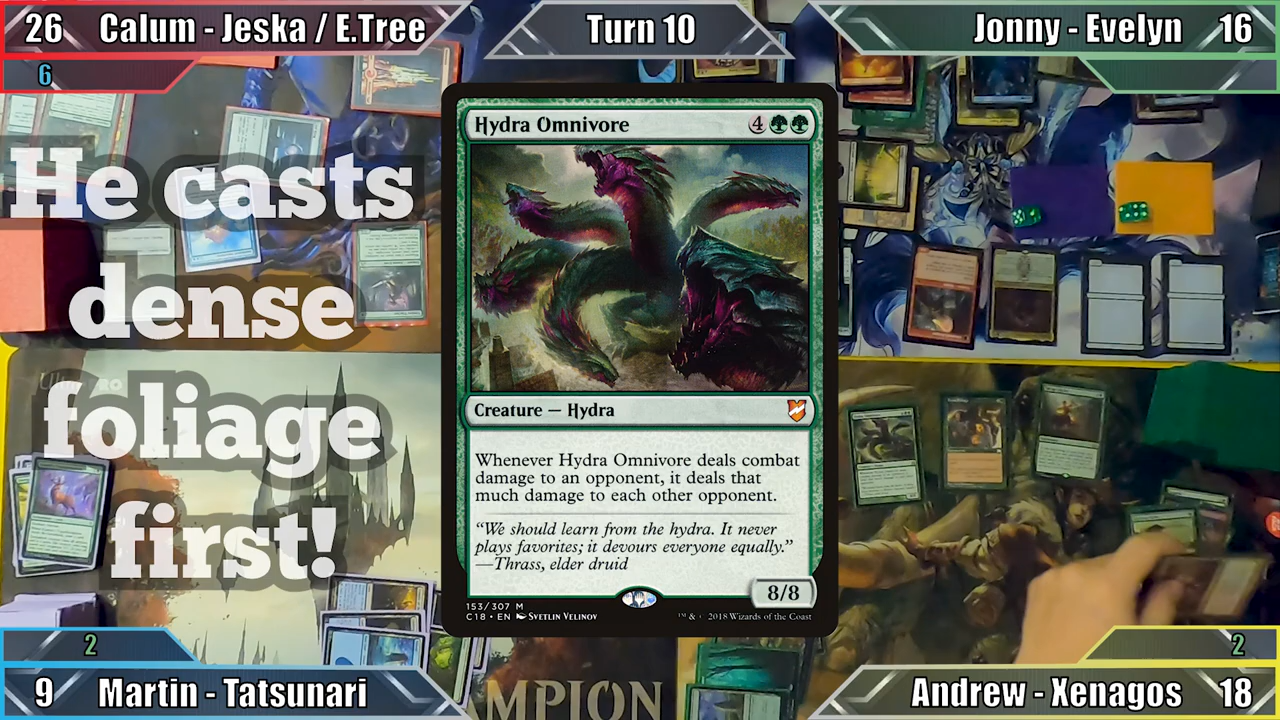 26 Calum - Jeska / E.Tree
Turn 10
Jonny - Evelyn 16
6
He casts
dense
foliage
first!
Hydra Omnivore 4
Creature — Hydra
Whenever Hydra Omnivore deals combat
damage to an opponent, it deals that
much damage to each other opponent.
“We should learn from the hydra. It never
plays favorites; it devours everyone equally.”
—Thrass, elder druid
8/8
153/307 M
C18 • EN Svetlin Velinov
™ & © 2018 Wizards of the Coast
2
2
9 Martin - Tatsunari
MPION
Andrew - Xenagos 18